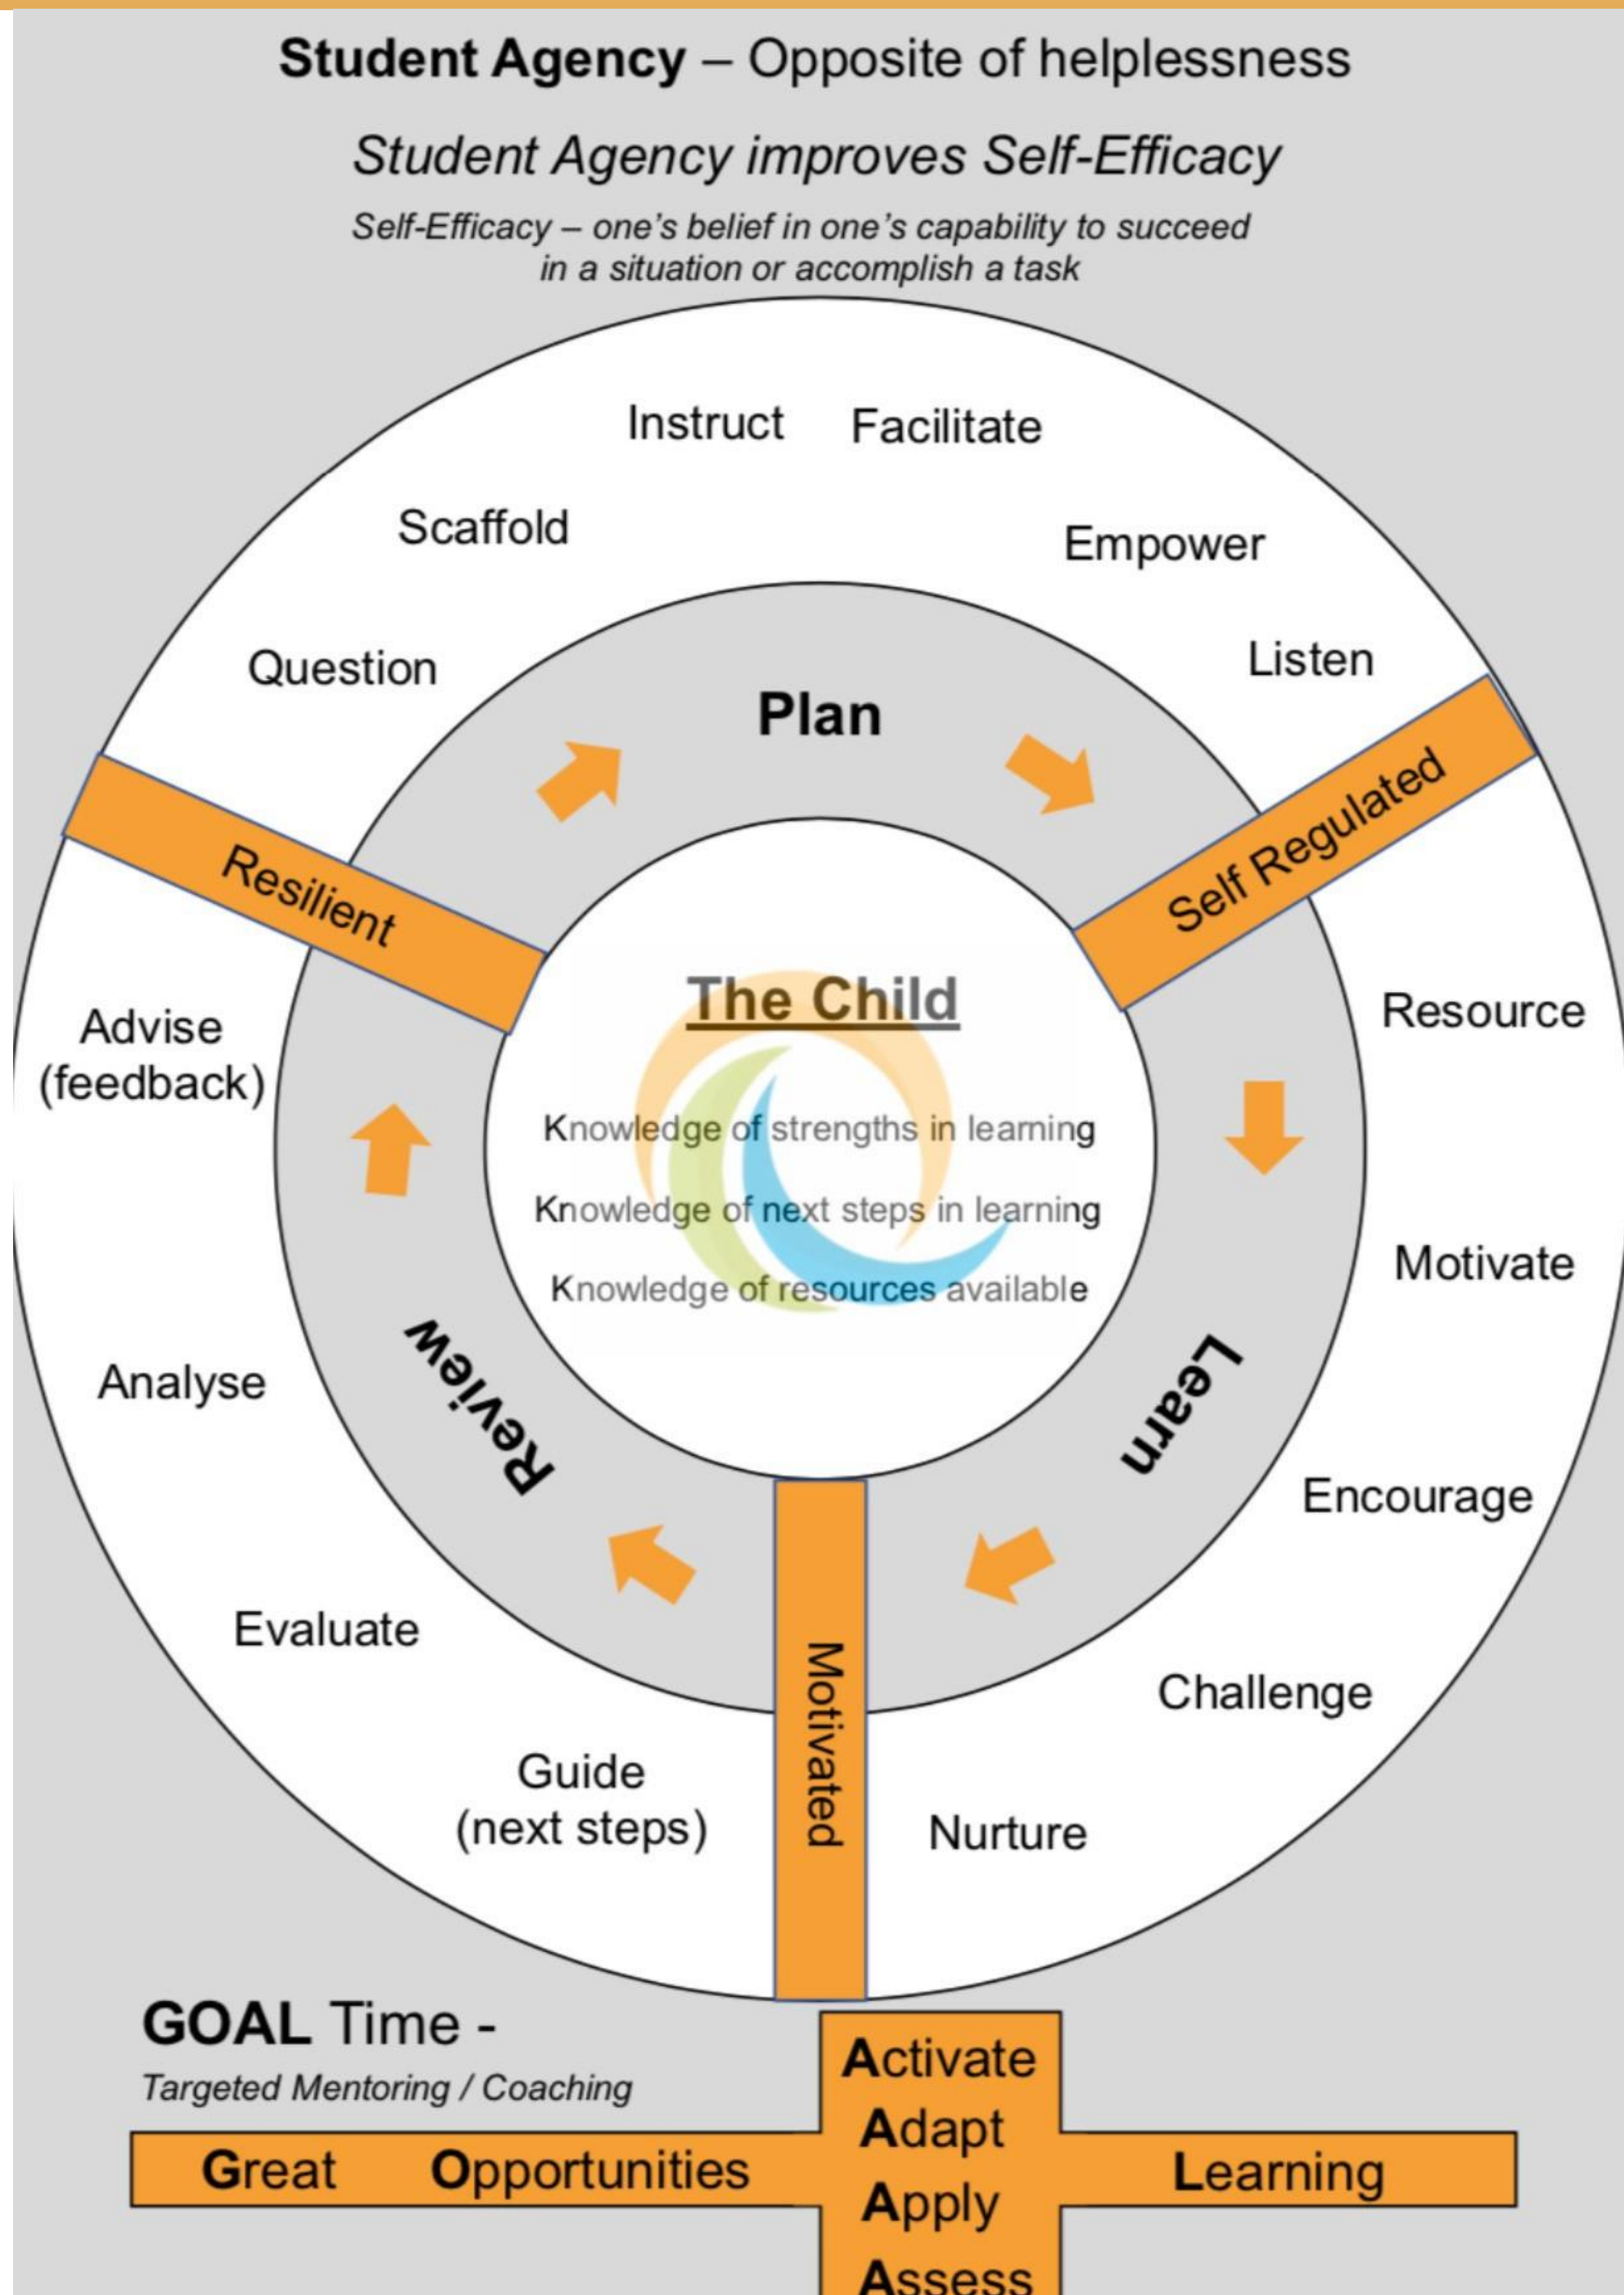 Student Agency – Opposite of helplessness
Student Agency improves Self-Efficacy
Self-Efficacy – one's belief in one's capability to succeed
in a situation or accomplish a task
Instruct
Facilitate
Scaffold
Empower
Question
Listen
Plan
Self Regulated
Resilient
The Child
Knowledge of strengths in learning
Knowledge of next steps in learning
Knowledge of resources available
Resource
Motivate
Encourage
Challenge
Nurture
Learn
Motivated
Review
Guide
(next steps)
Evaluate
Analyse
Advise
(feedback)
GOAL Time -
Targeted Mentoring / Coaching
Great
Opportunities
Activate
Adapt
Apply
Assess
Learning